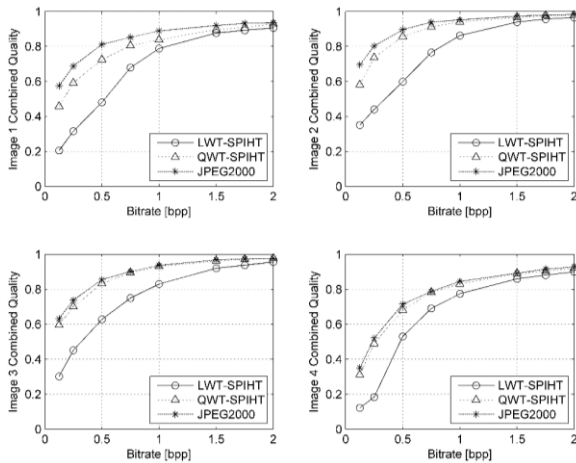 Image 1 Combined Quality
1
0.8
0.6
0.4
0.2
0
0 0.5 1 1.5 2
Bitrate [bpp]
LWT-SPIHT
QWT-SPIHT
JPEG2000
Image 2 Combined Quality
1
0.8
0.6
0.4
0.2
0
0 0.5 1 1.5 2
Bitrate [bpp]
LWT-SPIHT
QWT-SPIHT
JPEG2000
Image 3 Combined Quality
1
0.8
0.6
0.4
0.2
0
0 0.5 1 1.5 2
Bitrate [bpp]
LWT-SPIHT
QWT-SPIHT
JPEG2000
Image 4 Combined Quality
1
0.8
0.6
0.4
0.2
0
0 0.5 1 1.5 2
Bitrate [bpp]
LWT-SPIHT
QWT-SPIHT
JPEG2000